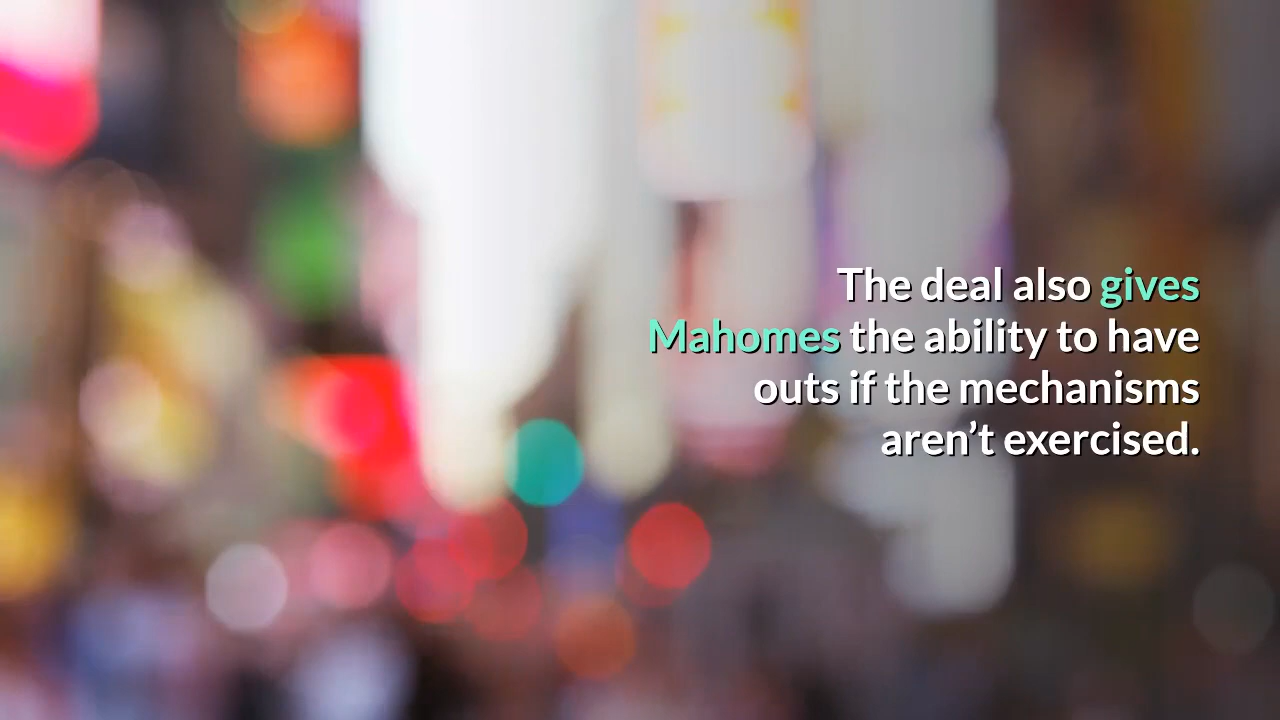 The deal also gives
Mahomes the ability to have
outs if the mechanisms
aren’t exercised.